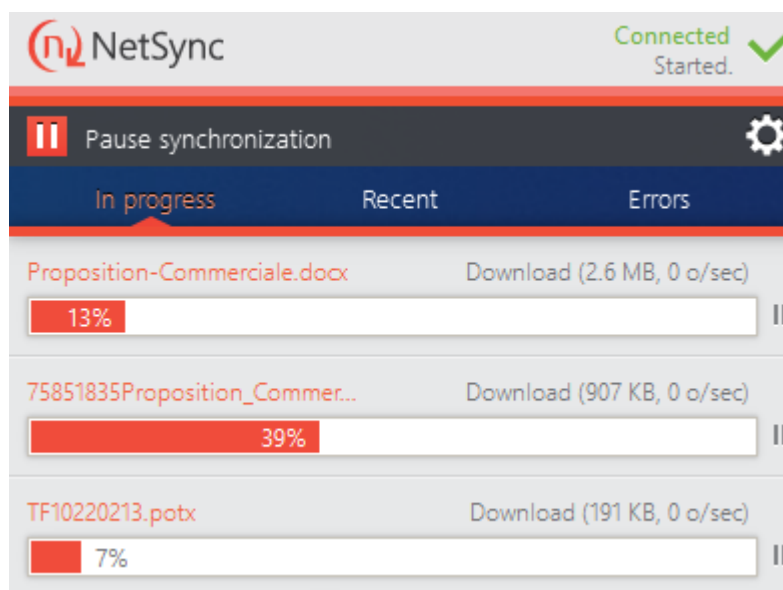 NetSync
Connected
Started.
Pause synchronization
In progress Recent Errors
Proposition-Commerciale.docx Download (2.6 MB, 0 o/sec)
13%
75851835Proposition_Commer... Download (907 KB, 0 o/sec)
39%
TF10220213.potx Download (191 KB, 0 o/sec)
7%